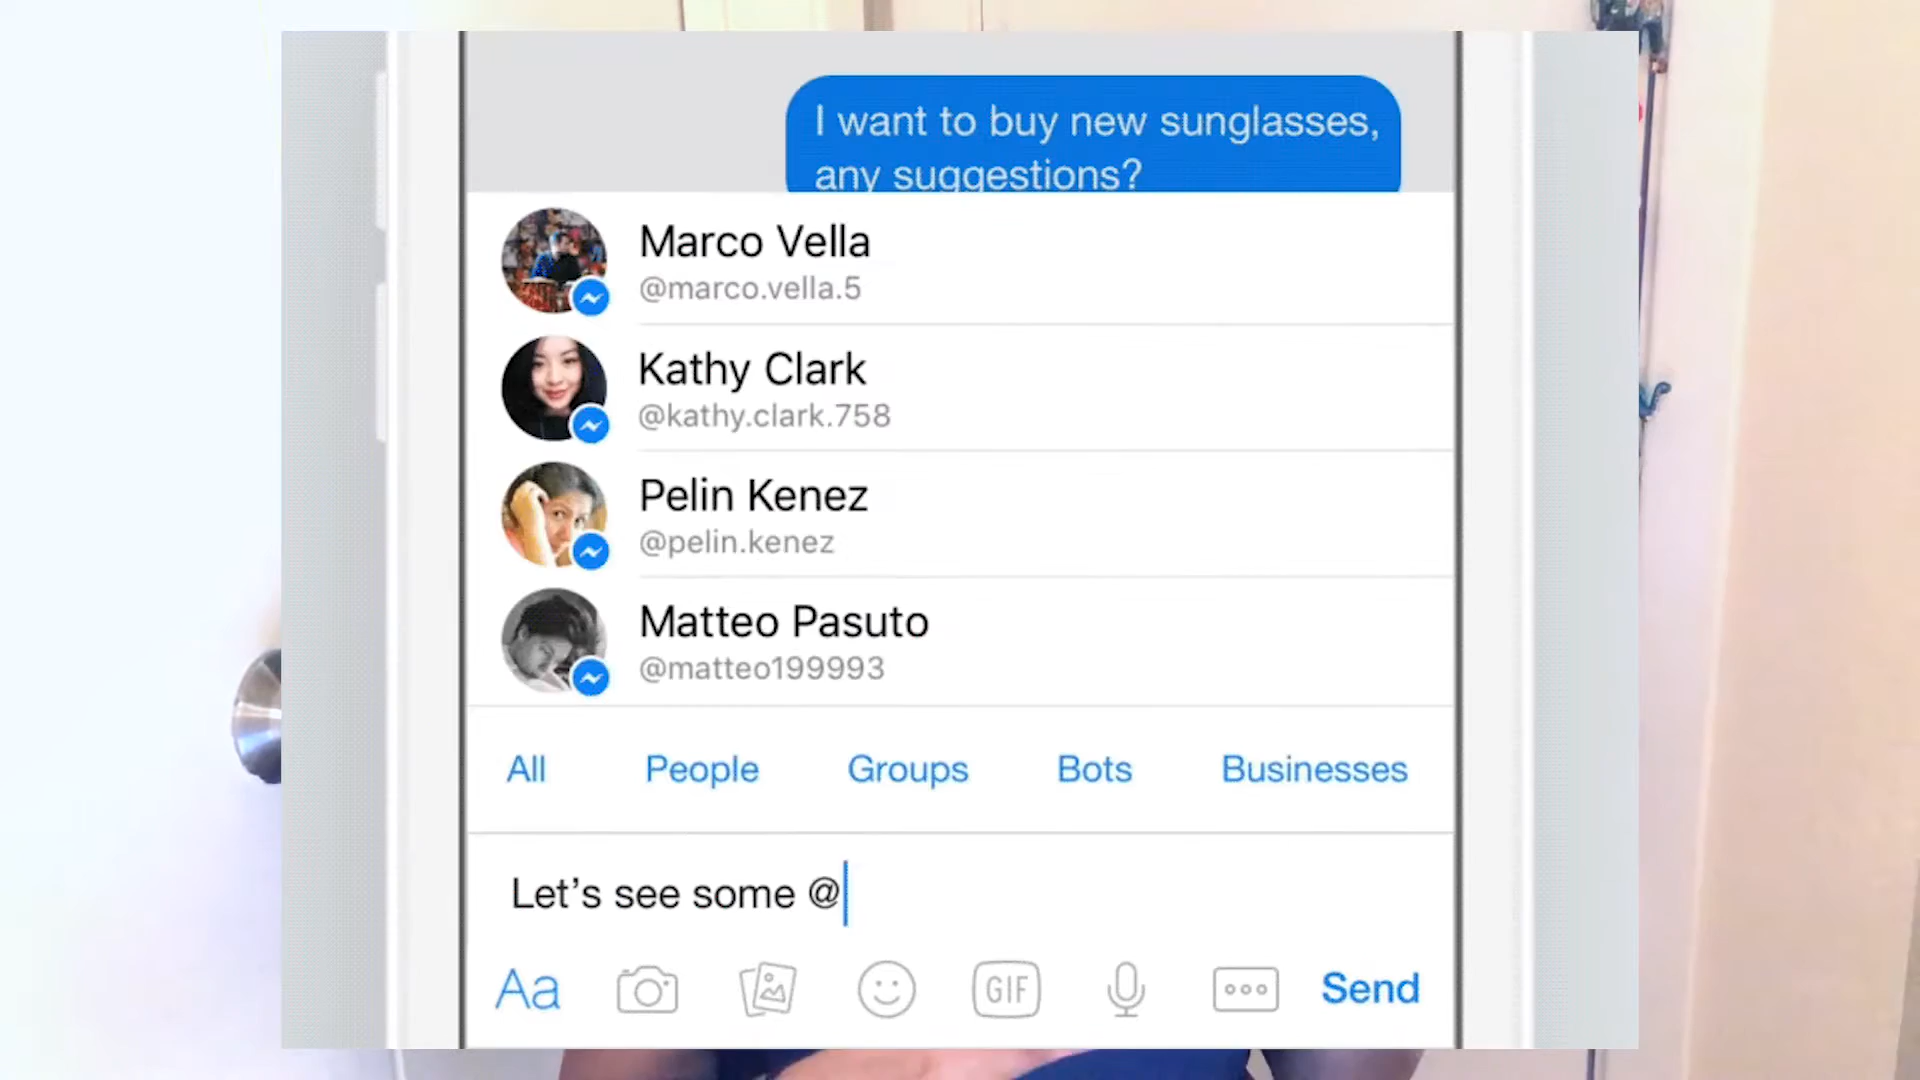 I want to buy new sunglasses,
any suggestions?
Marco Vella
@marco.vella.5
Kathy Clark
@kathy.clark.758
Pelin Kenez
@pelin.kenez
Matteo Pasuto
@matteo199993
All People Groups Bots Businesses
Let’s see some @
Aa GIF Send